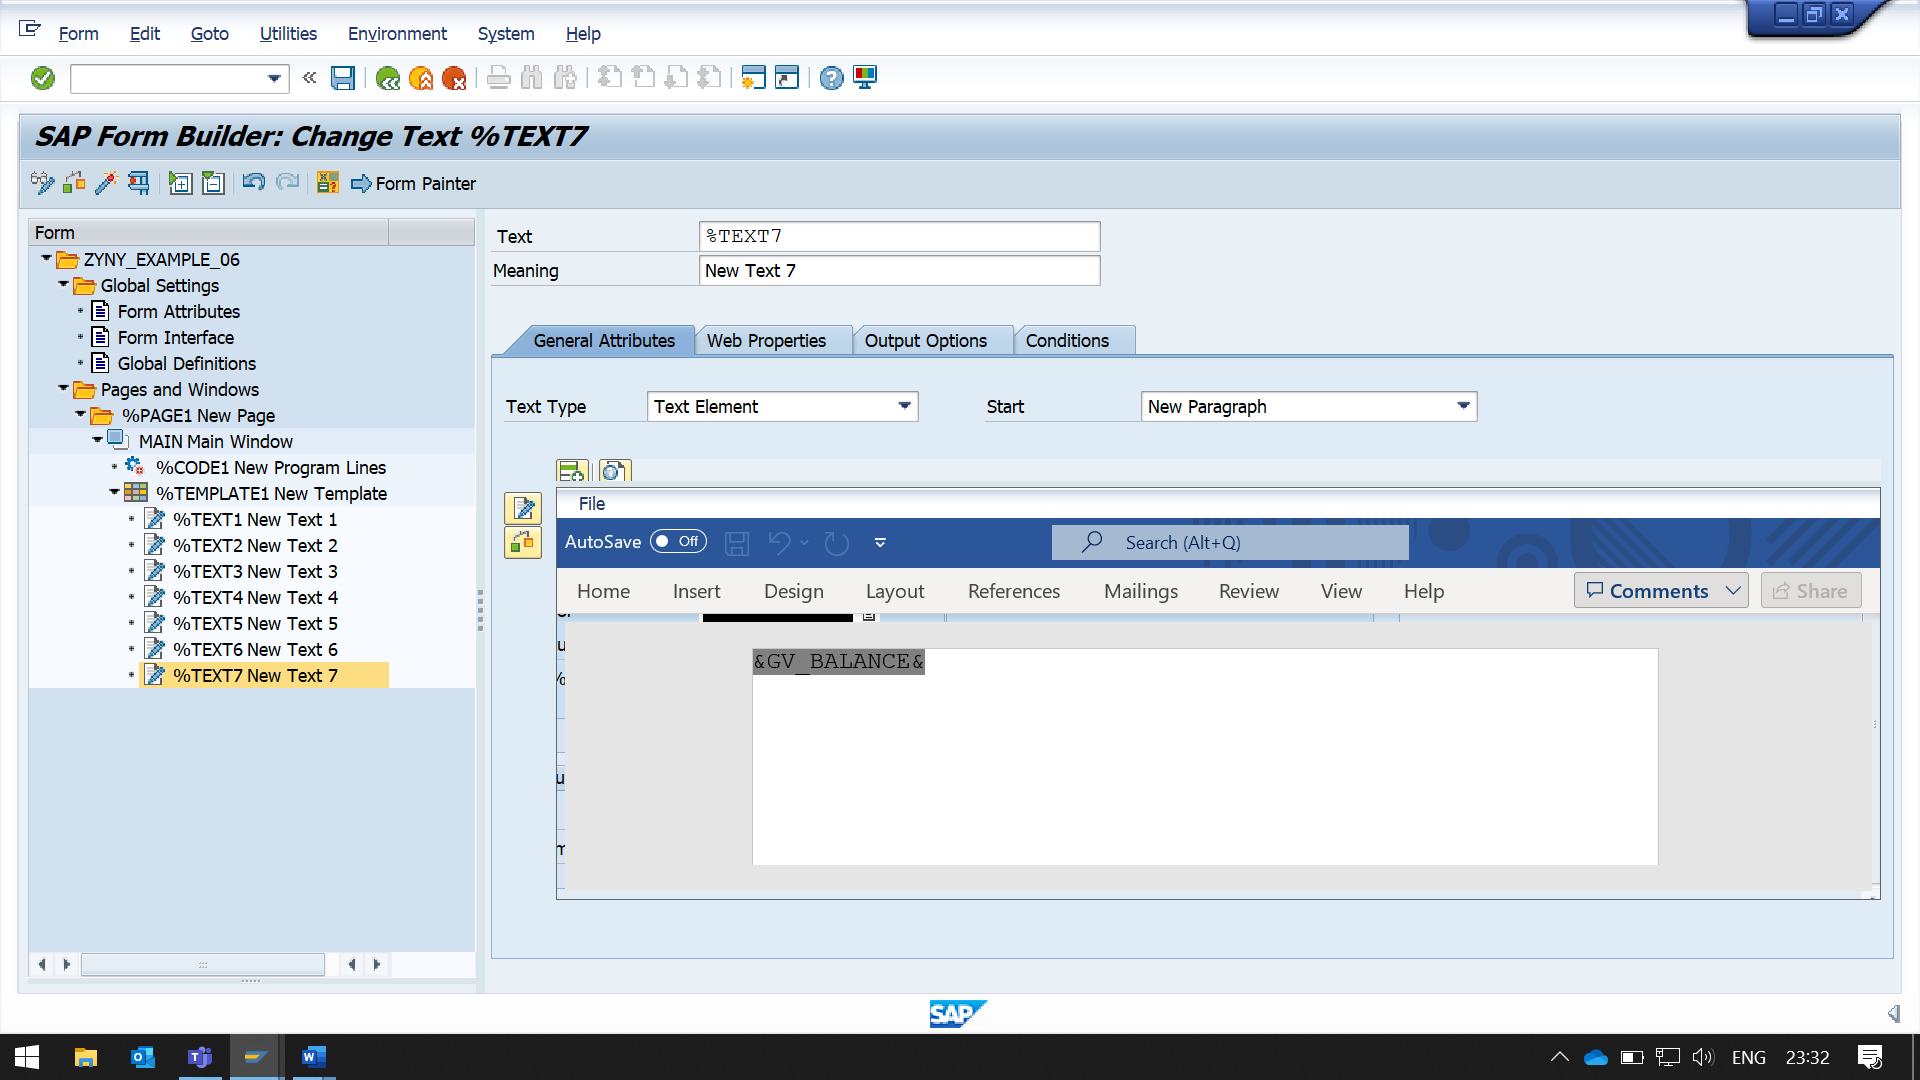 Form Edit Goto Utilities Environment System Help
SAP Form Builder: Change Text %TEXT7
Form Painter
Form
ZYNY_EXAMPLE_06
Global Settings
Form Attributes
Form Interface
Global Definitions
Pages and Windows
%PAGE1 New Page
MAIN Main Window
%CODE1 New Program Lines
%TEMPLATE1 New Template
%TEXT1 New Text 1
%TEXT2 New Text 2
%TEXT3 New Text 3
%TEXT4 New Text 4
%TEXT5 New Text 5
%TEXT6 New Text 6
%TEXT7 New Text 7
Text %TEXT7
Meaning New Text 7
General Attributes Web Properties Output Options Conditions
Text Type Text Element Start New Paragraph
File
AutoSave Off Search (Alt+Q)
Home Insert Design Layout References Mailings Review View Help Comments Share
&GV_BALANCE&
SAP
ENG 23:32